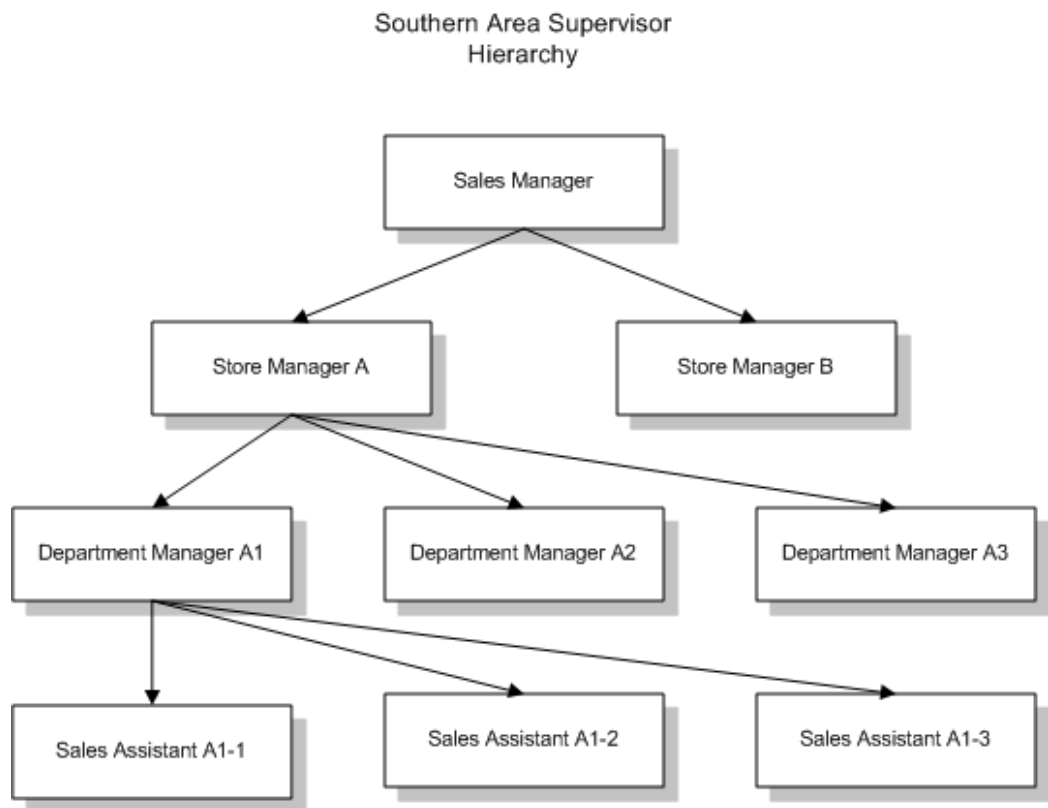 Southern Area Supervisor
Hierarchy
Sales Manager
Store Manager A
Store Manager B
Department Manager A1
Department Manager A2
Department Manager A3
Sales Assistant A1-1
Sales Assistant A1-2
Sales Assistant A1-3